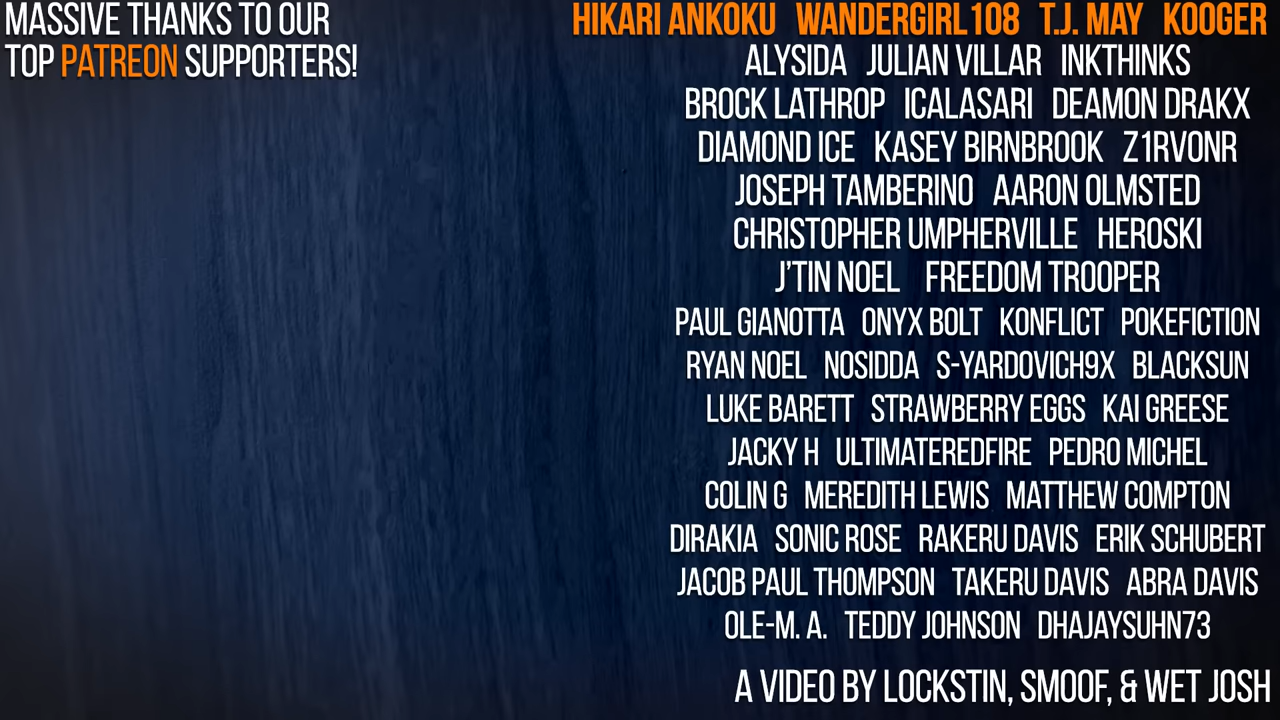 MASSIVE THANKS TO OUR
TOP PATREON SUPPORTERS!
HIKARI ANKOKU WANDERGIRL108 T.J. MAY KOOGER
ALYSIDA JULIAN VILLAR INKTHINKS
BROCK LATHROP ICALASARI DEAMON DRAKX
DIAMOND ICE KASEY BIRNBROOK Z1RVONR
JOSEPH TAMBERINO AARON OLMSTED
CHRISTOPHER UMPHERVILLE HEROSKI
J'TIN NOEL FREEDOM TROOPER
PAUL GIANOTTA ONYX BOLT KONFLICT POKEFICTION
RYAN NOEL NOSIDDA S-YARDOVICH9X BLACKSUN
LUKE BARETT STRAWBERRY EGGS KAI GREESE
JACKY H ULTIMATEREDFIRE PEDRO MICHEL
COLIN G MEREDITH LEWIS MATTHEW COMPTON
DIRAKIA SONIC ROSE RAKERU DAVIS ERIK SCHUBERT
JACOB PAUL THOMPSON TAKERU DAVIS ABRA DAVIS
OLE-M. A. TEDDY JOHNSON DHAJAYSUHN73
A VIDEO BY LOCKSTIN, SMOOF, & WET JOSH